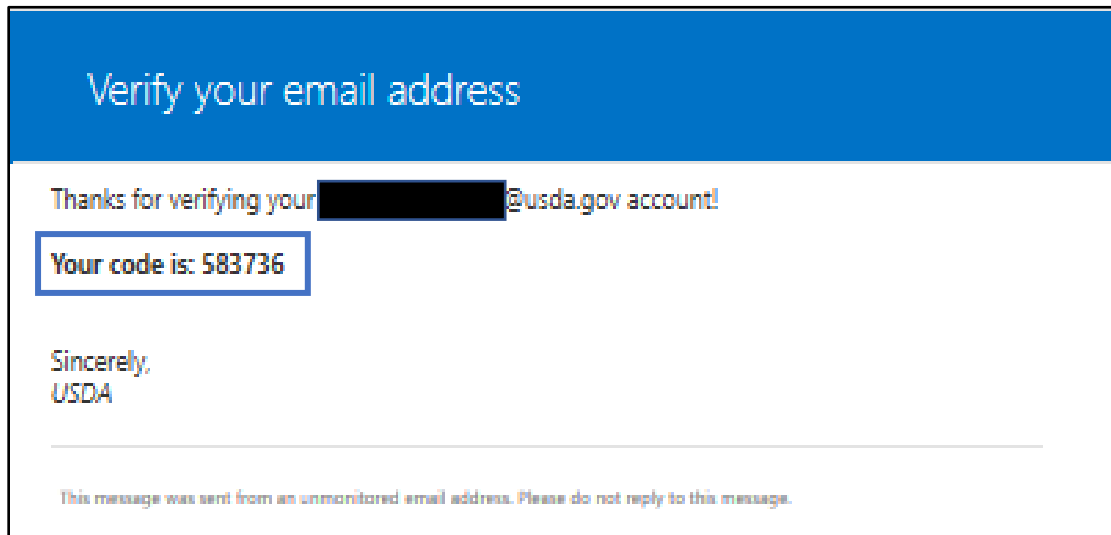 Verify your email address
Thanks for verifying your @usda.gov account!
Your code is: 583736
Sincerely,
USDA
This message was sent from an unmonitored email address. Please do not reply to this message.